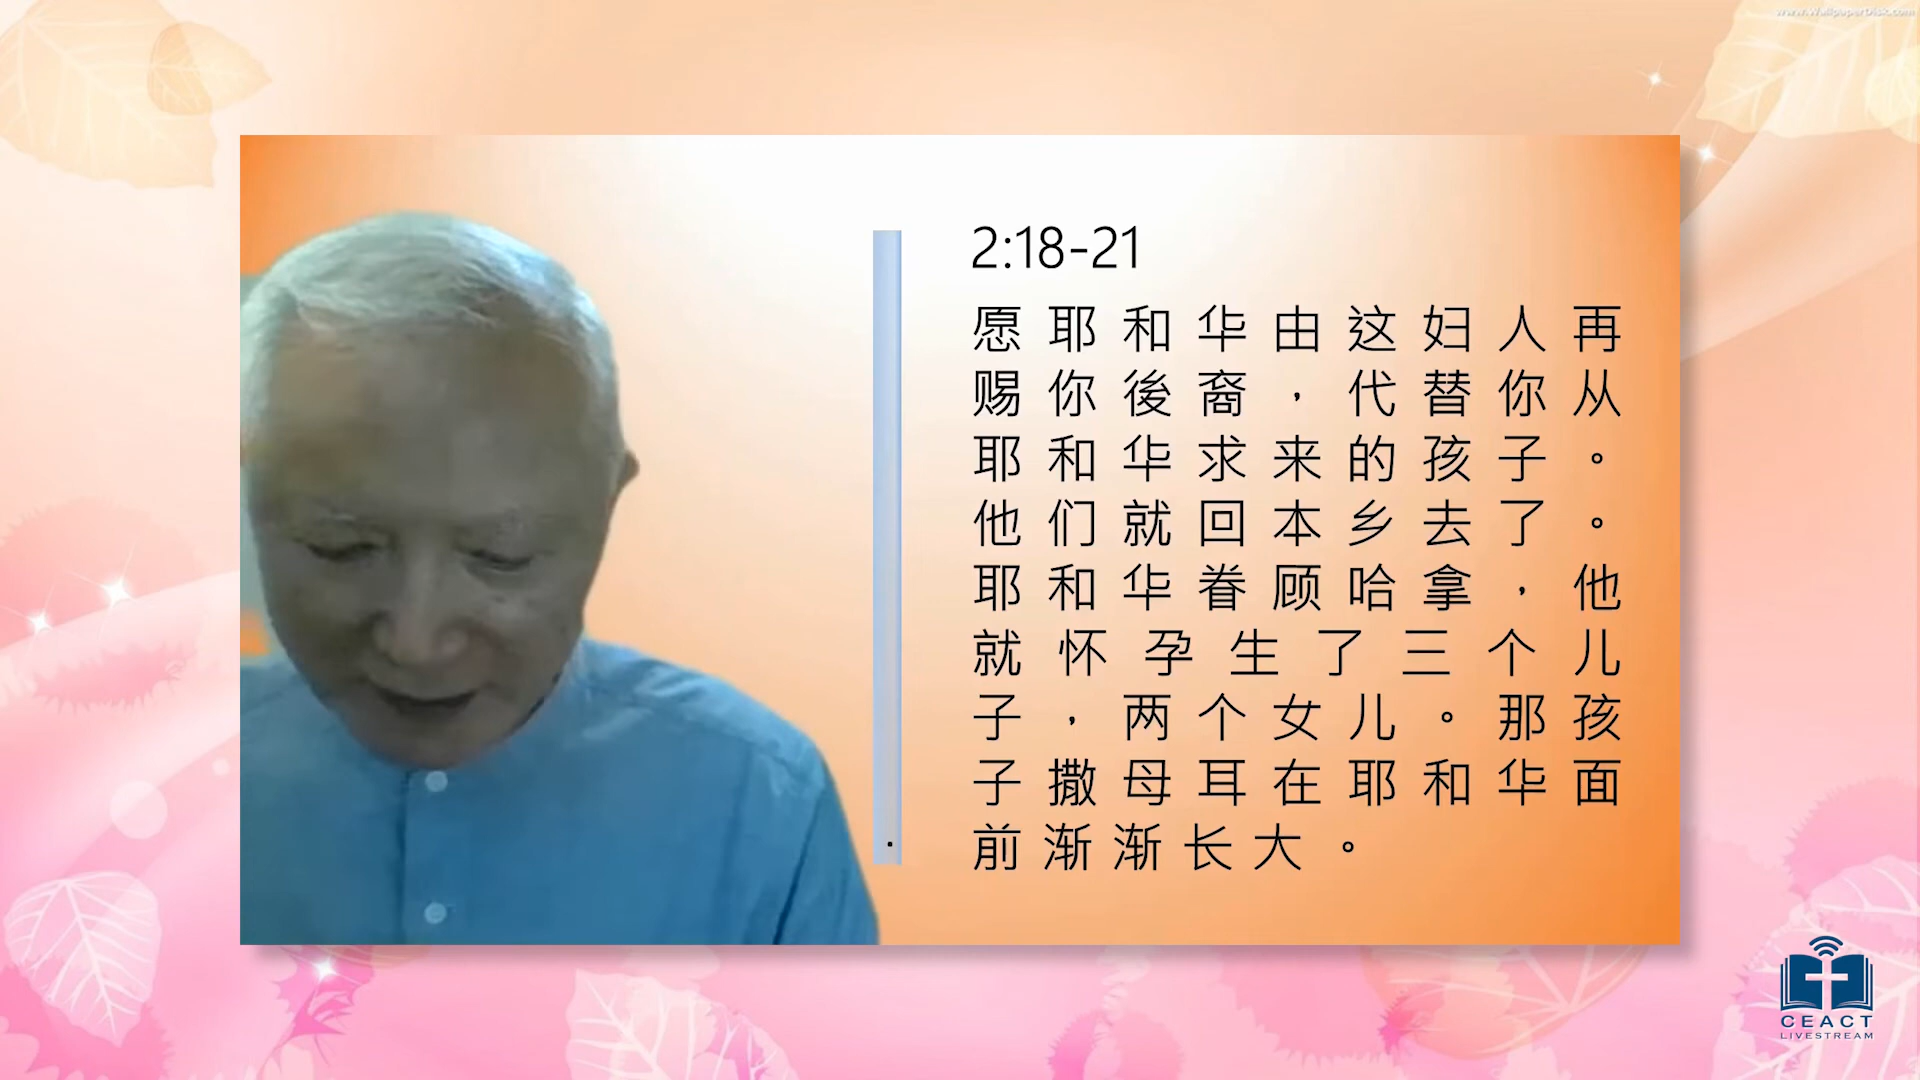 www.WallpaperDisk.com
2:18-21
愿耶和华由这妇人再
赐你後裔，代替你从
耶和华求来的孩子。
他们就回本乡去了。
耶和华眷顾哈拿，他
就怀孕生了三个儿
子，两个女儿。那孩
子撒母耳在耶和华面
前渐渐长大。
CEACT
LIVESTREAM